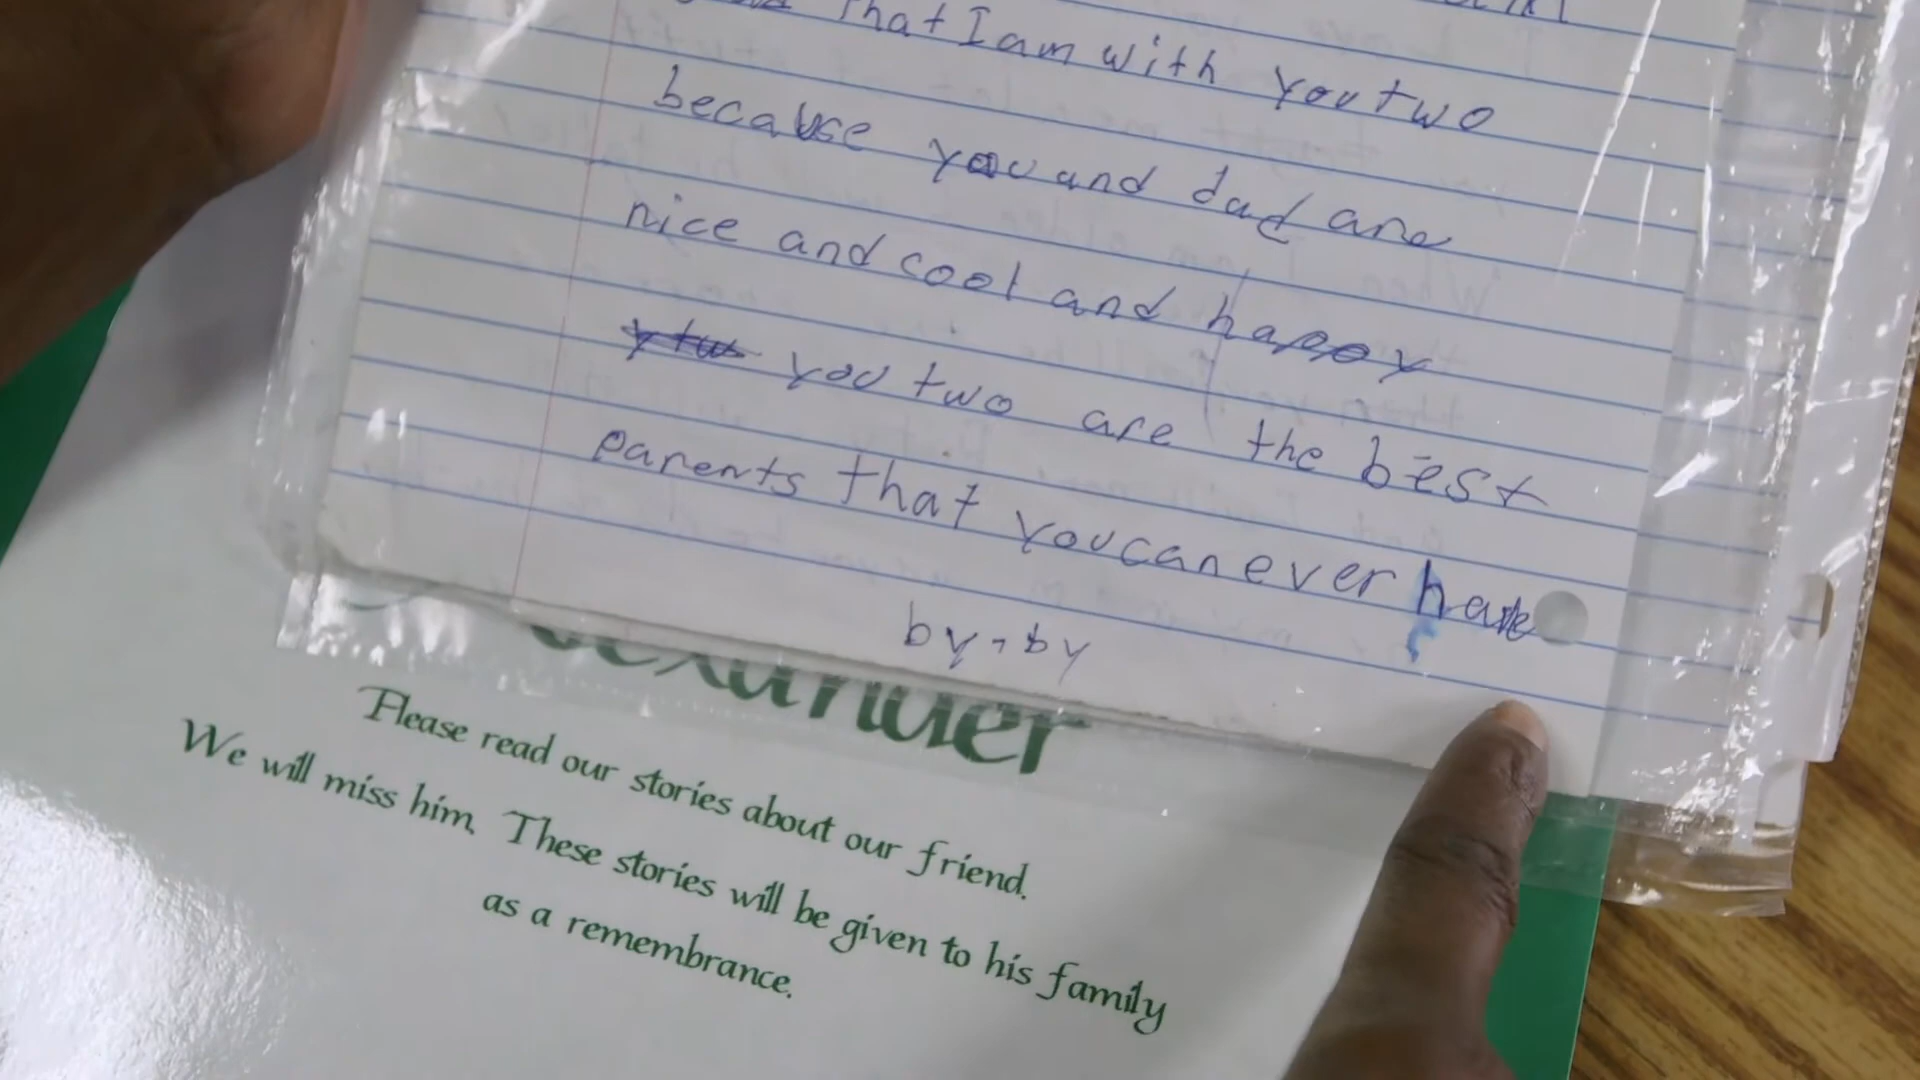 that I am with you two
because you and dad are
nice and cool and happy
you two are the best
parents that you can ever have
by, by
Please read our stories about our friend.
We will miss him. These stories will be given to his family
as a remembrance.